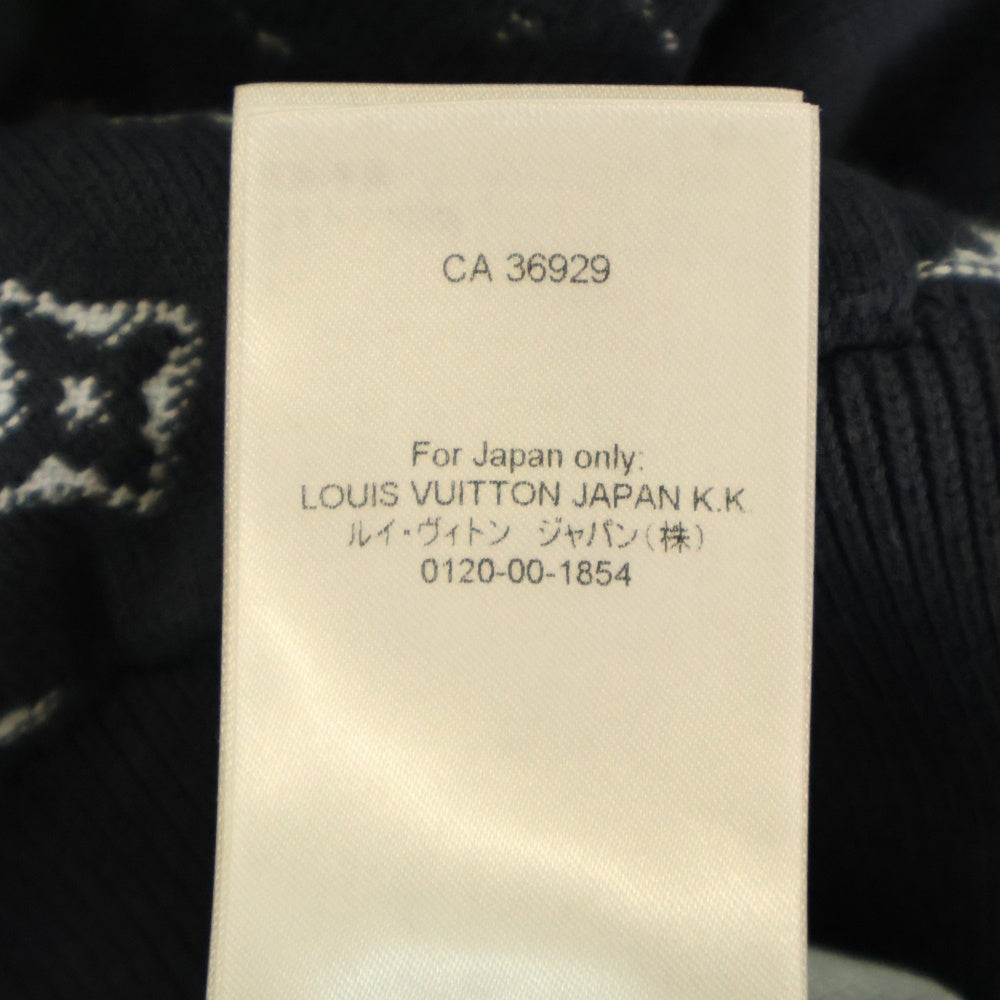 CA 36929
For Japan only:
LOUIS VUITTON JAPAN K.K
ルイ・ヴィトン ジャパン(株)
0120-00-1854